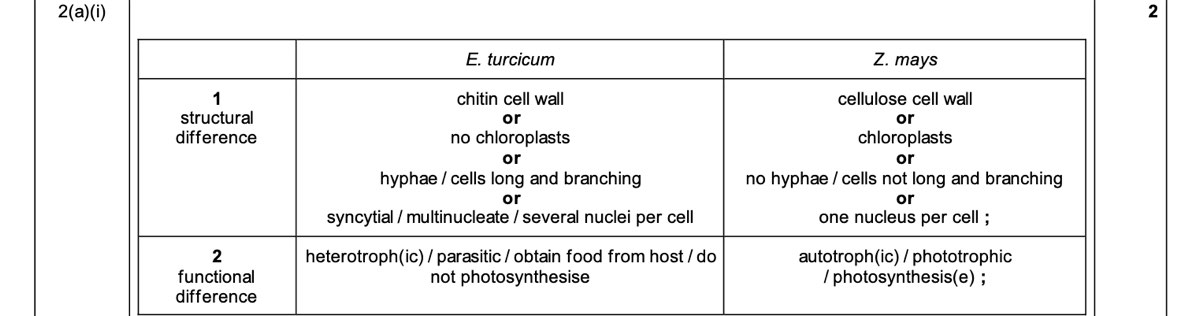 2(a)(i)
2
E. turcicum
Z. mays
1
structural
difference
chitin cell wall
or
no chloroplasts
or
hyphae / cells long and branching
or
syncytial / multinucleate / several nuclei per cell
cellulose cell wall
or
chloroplasts
or
no hyphae / cells not long and branching
or
one nucleus per cell ;
2
functional
difference
heterotroph(ic) / parasitic / obtain food from host / do
not photosynthesise
autotroph(ic) / phototrophic
/ photosynthesis(e) ;